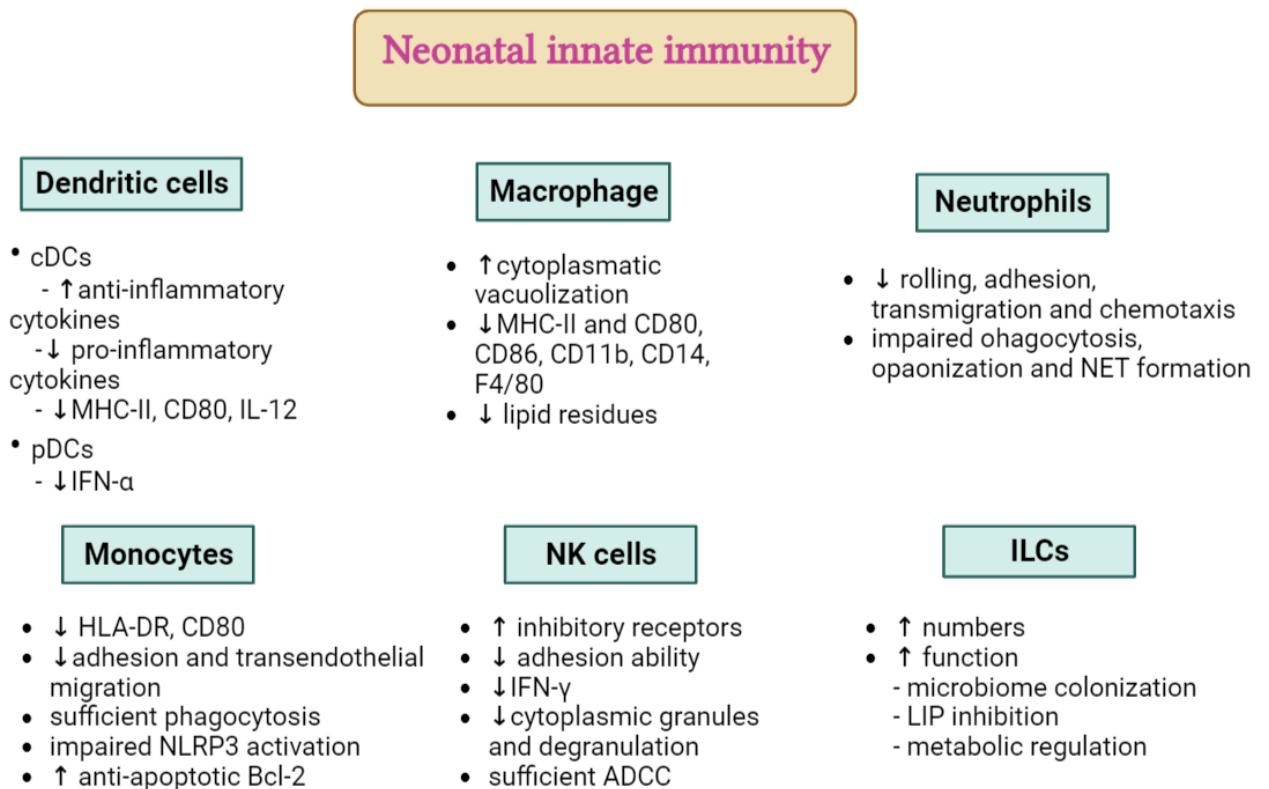 Neonatal innate immunity
Dendritic cells
• cDCs
- ↑anti-inflammatory
cytokines
-↓ pro-inflammatory
cytokines
- ↓MHC-II, CD80, IL-12
• pDCs
- ↓IFN-α
Macrophage
• ↑cytoplasmatic
vacuolization
• ↓MHC-II and CD80,
CD86, CD11b, CD14,
F4/80
• ↓ lipid residues
Neutrophils
• ↓ rolling, adhesion,
transmigration and chemotaxis
• impaired ohagocytosis,
opaonization and NET formation
Monocytes
• ↓ HLA-DR, CD80
• ↓adhesion and transendothelial
migration
• sufficient phagocytosis
• impaired NLRP3 activation
• ↑ anti-apoptotic Bcl-2
NK cells
• ↑ inhibitory receptors
• ↓ adhesion ability
• ↓IFN-γ
• ↓cytoplasmic granules
and degranulation
• sufficient ADCC
ILCs
• ↑ numbers
• ↑ function
- microbiome colonization
- LIP inhibition
- metabolic regulation